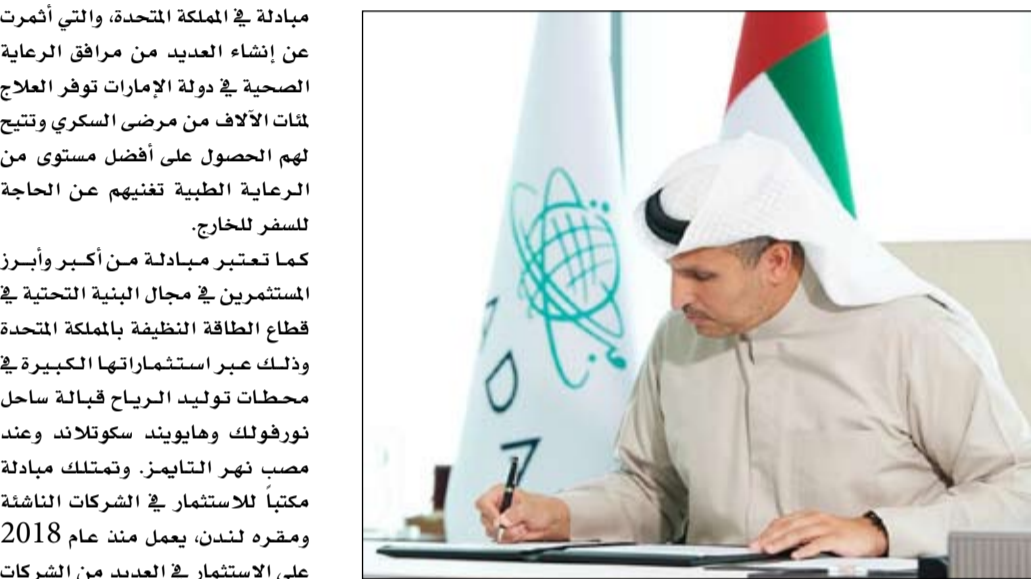 مبادلة في المملكة المتحدة، والتي أثمرت
عن إنشاء العديد من مرافق الرعاية
الصحية في دولة الإمارات توفر العلاج
لمئات الآلاف من مرضى السكري وتتيح
لهم الحصول على أفضل مستوى من
الرعاية الطبية تغنيهم عن الحاجة
للسفر للخارج.
كما تعتبر مبادلة من أكبر وأبرز
المستثمرين في مجال البنية التحتية في
قطاع الطاقة النظيفة بالمملكة المتحدة
وذلك عبر استثماراتها الكبيرة في
محطات توليد الرياح قبالة ساحل
نورفولك وهايويند سكوتلاند وعند
مصب نهر التايمز. وتمتلك مبادلة
مكتباً للاستثمار في الشركات الناشئة
ومقره لندن، يعمل منذ عام 2018
على الاستثمار في العديد من الشركات